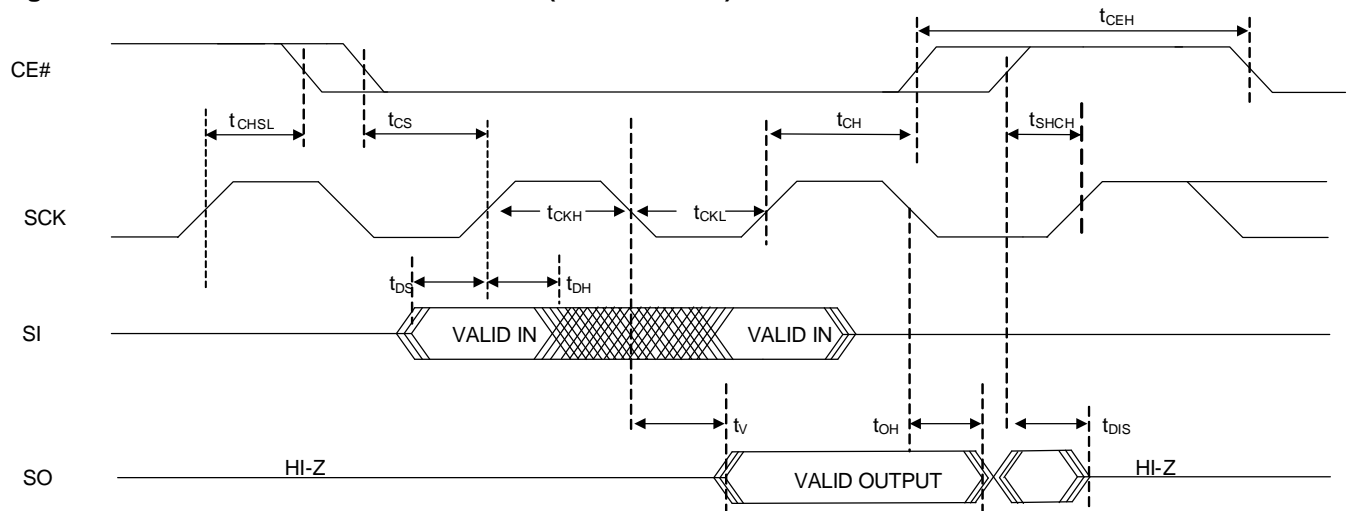 tCEH
CE#
tCHSL
tCS
tCH
tSHCH
SCK
tCKH
tCKL
tDS
tDH
SI
VALID IN
VALID IN
tV
tOH
tDIS
SO
HI-Z
VALID OUTPUT
HI-Z